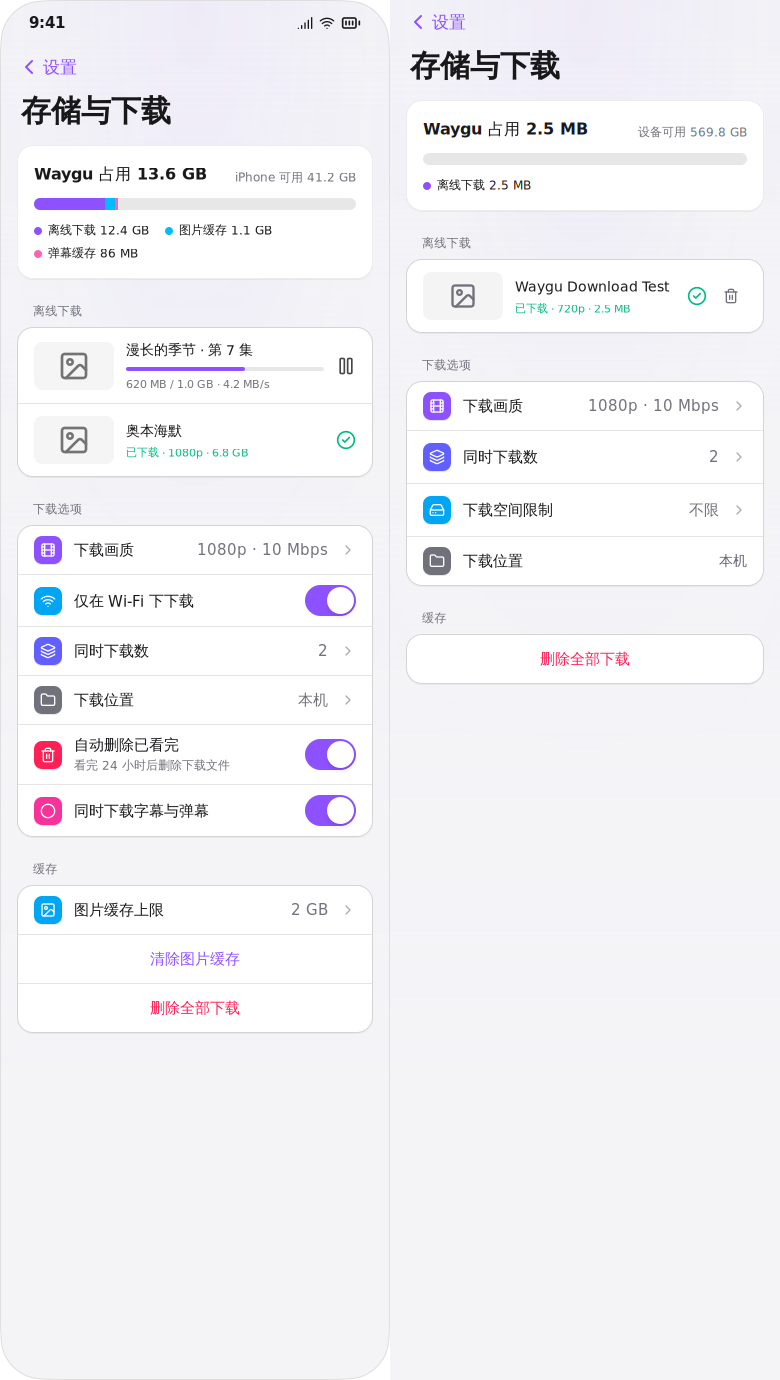 9:41
设置
存储与下载
Waygu 占用 13.6 GB
iPhone 可用 41.2 GB
离线下载 12.4 GB
图片缓存 1.1 GB
弹幕缓存 86 MB
离线下载
漫长的季节 · 第 7 集
620 MB / 1.0 GB · 4.2 MB/s
奥本海默
已下载 · 1080p · 6.8 GB
下载选项
下载画质
1080p · 10 Mbps
仅在 Wi-Fi 下下载
同时下载数
2
下载位置
本机
自动删除已看完
看完 24 小时后删除下载文件
同时下载字幕与弹幕
缓存
图片缓存上限
2 GB
清除图片缓存
删除全部下载
设置
存储与下载
Waygu 占用 2.5 MB
设备可用 569.8 GB
离线下载 2.5 MB
离线下载
Waygu Download Test
已下载 · 720p · 2.5 MB
下载选项
下载画质
1080p · 10 Mbps
同时下载数
2
下载空间限制
不限
下载位置
本机
缓存
删除全部下载